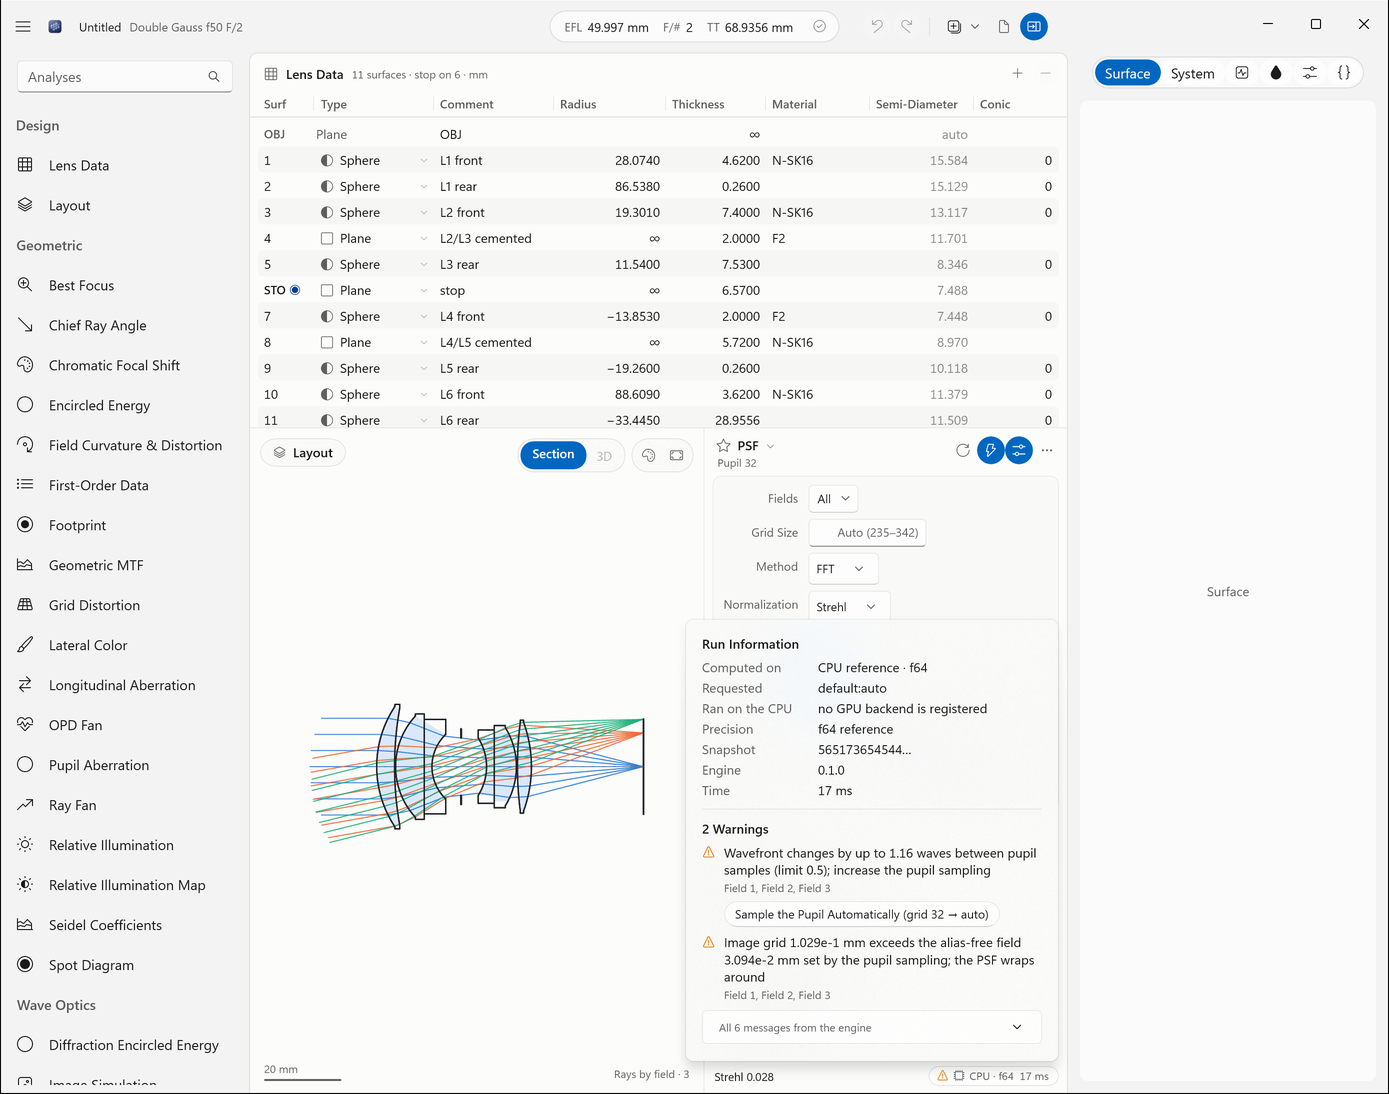 Untitled Double Gauss f50 F/2
EFL 49.997 mm F/# 2 TT 68.9356 mm
Analyses
Design
Lens Data
Layout
Geometric
Best Focus
Chief Ray Angle
Chromatic Focal Shift
Encircled Energy
Field Curvature & Distortion
First-Order Data
Footprint
Geometric MTF
Grid Distortion
Lateral Color
Longitudinal Aberration
OPD Fan
Pupil Aberration
Ray Fan
Relative Illumination
Relative Illumination Map
Seidel Coefficients
Spot Diagram
Wave Optics
Diffraction Encircled Energy
Image Simulation
Lens Data 11 surfaces · stop on 6 · mm
Surf Type Comment Radius Thickness Material Semi-Diameter Conic
OBJ Plane OBJ ∞ auto
1 Sphere L1 front 28.0740 4.6200 N-SK16 15.584 0
2 Sphere L1 rear 86.5380 0.2600 15.129 0
3 Sphere L2 front 19.3010 7.4000 N-SK16 13.117 0
4 Plane L2/L3 cemented ∞ 2.0000 F2 11.701
5 Sphere L3 rear 11.5400 7.5300 8.346 0
STO Plane stop ∞ 6.5700 7.488
7 Sphere L4 front −13.8530 2.0000 F2 7.448 0
8 Plane L4/L5 cemented ∞ 5.7200 N-SK16 8.970
9 Sphere L5 rear −19.2600 0.2600 10.118 0
10 Sphere L6 front 88.6090 3.6200 N-SK16 11.379 0
11 Sphere L6 rear −33.4450 28.9556 11.509 0
Layout
Section 3D
20 mm
Rays by field · 3
PSF
Pupil 32
Fields All
Grid Size Auto (235–342)
Method FFT
Normalization Strehl
Run Information
Computed on CPU reference · f64
Requested default:auto
Ran on the CPU no GPU backend is registered
Precision f64 reference
Snapshot 565173654544...
Engine 0.1.0
Time 17 ms
2 Warnings
Wavefront changes by up to 1.16 waves between pupil
samples (limit 0.5); increase the pupil sampling
Field 1, Field 2, Field 3
Sample the Pupil Automatically (grid 32 → auto)
Image grid 1.029e-1 mm exceeds the alias-free field
3.094e-2 mm set by the pupil sampling; the PSF wraps
around
Field 1, Field 2, Field 3
All 6 messages from the engine
Strehl 0.028
CPU · f64 17 ms
Surface System {}
Surface